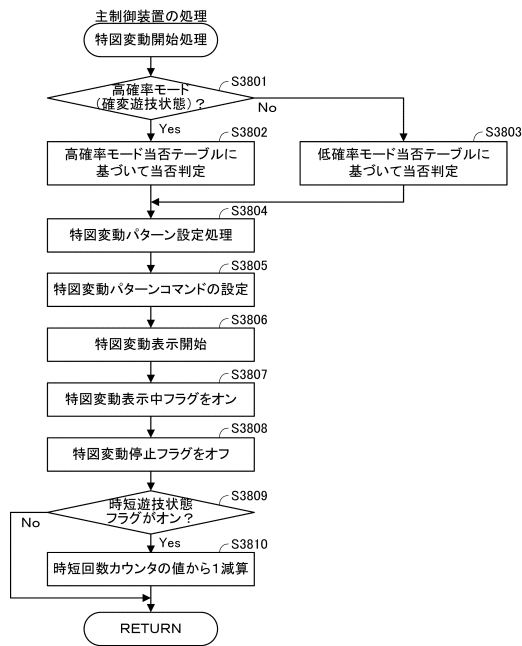 主制御装置の処理
特図変動開始処理
S3801
高確率モード
(確変遊技状態)?
No
Yes
S3802
高確率モード当否テーブルに
基づいて当否判定
S3803
低確率モード当否テーブルに
基づいて当否判定
S3804
特図変動パターン設定処理
S3805
特図変動パターンコマンドの設定
S3806
特図変動表示開始
S3807
特図変動表示中フラグをオン
S3808
特図変動停止フラグをオフ
S3809
時短遊技状態
フラグがオン?
No
Yes
S3810
時短回数カウンタの値から1減算
RETURN